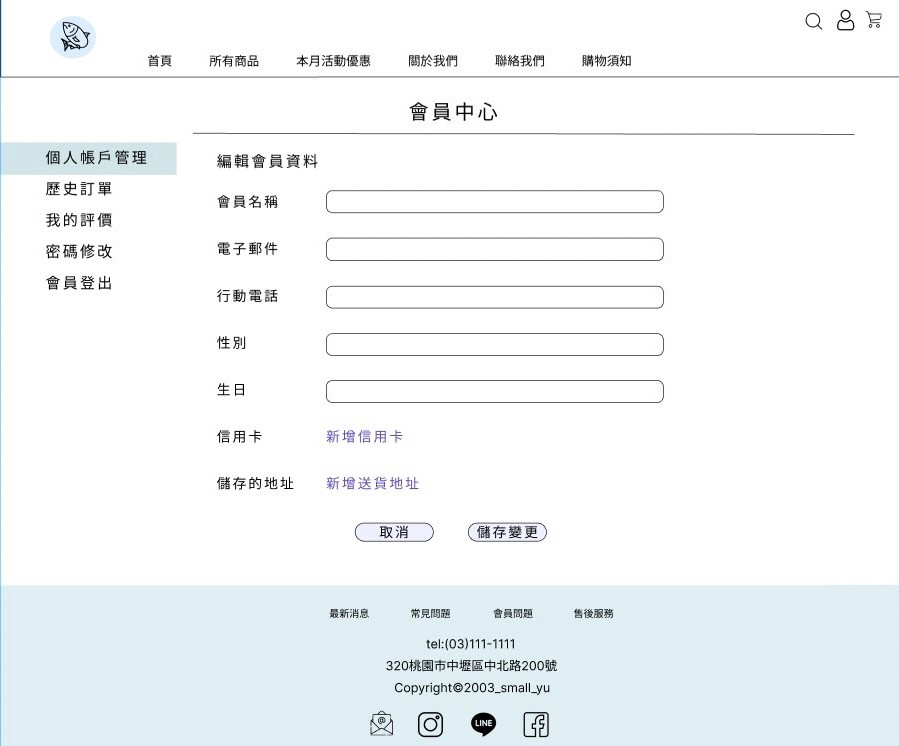 首頁 所有商品 本月活動優惠 關於我們 聯絡我們 購物須知
會員中心
個人帳戶管理
歷史訂單
我的評價
密碼修改
會員登出
編輯會員資料
會員名稱
電子郵件
行動電話
性別
生日
信用卡 新增信用卡
儲存的地址 新增送貨地址
取消 儲存變更
最新消息 常見問題 會員問題 售後服務
tel:(03)111-1111
320桃園市中壢區中北路200號
Copyright©2003_small_yu
LINE